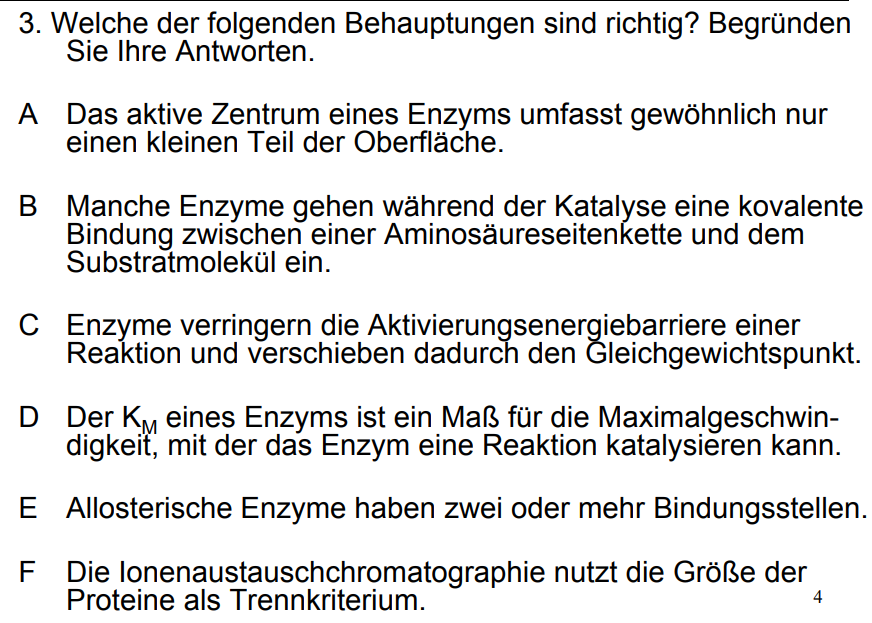 3. Welche der folgenden Behauptungen sind richtig? Begründen
Sie Ihre Antworten.
A Das aktive Zentrum eines Enzyms umfasst gewöhnlich nur
einen kleinen Teil der Oberfläche.
B Manche Enzyme gehen während der Katalyse eine kovalente
Bindung zwischen einer Aminosäureseitenkette und dem
Substratmolekül ein.
C Enzyme verringern die Aktivierungsenergiebarriere einer
Reaktion und verschieben dadurch den Gleichgewichtspunkt.
D Der KM eines Enzyms ist ein Maß für die Maximalgeschwin-
digkeit, mit der das Enzym eine Reaktion katalysieren kann.
E Allosterische Enzyme haben zwei oder mehr Bindungsstellen.
F Die Ionenaustauschchromatographie nutzt die Größe der
Proteine als Trennkriterium.
4